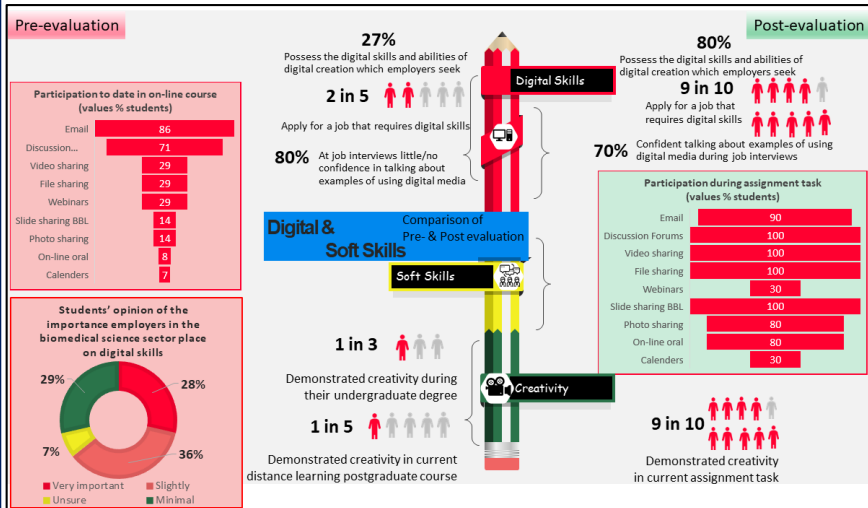 Pre-evaluation
Post-evaluation
27%
Possess the digital skills and abilities of
digital creation which employers seek
2 in 5
Apply for a job that requires digital skills
80%
At job interviews little/no
confidence in talking about
examples of using digital media
Digital Skills
80%
Possess the digital skills and abilities of
digital creation which employers seek
9 in 10
Apply for a job that
requires digital skills
70%
Confident talking about examples of using
digital media during job interviews
Participation to date in on-line course
(values % students)
Email 86
Discussion... 71
Video sharing 29
File sharing 29
Webinars 29
Slide sharing BBL 14
Photo sharing 14
On-line oral 8
Calenders 7
Digital &
Soft Skills
Comparison of
Pre- & Post evaluation
Soft Skills
Participation during assignment task
(values % students)
Email 90
Discussion Forums 100
Video sharing 100
File sharing 100
Webinars 30
Slide sharing BBL 100
Photo sharing 80
On-line oral 80
Calenders 30
Students' opinion of the
importance employers in the
biomedical science sector place
on digital skills
29%
28%
7%
36%
Very important
Slightly
Unsure
Minimal
1 in 3
Demonstrated creativity during
their undergraduate degree
1 in 5
Demonstrated creativity in current
distance learning postgraduate course
Creativity
9 in 10
Demonstrated creativity
in current assignment task